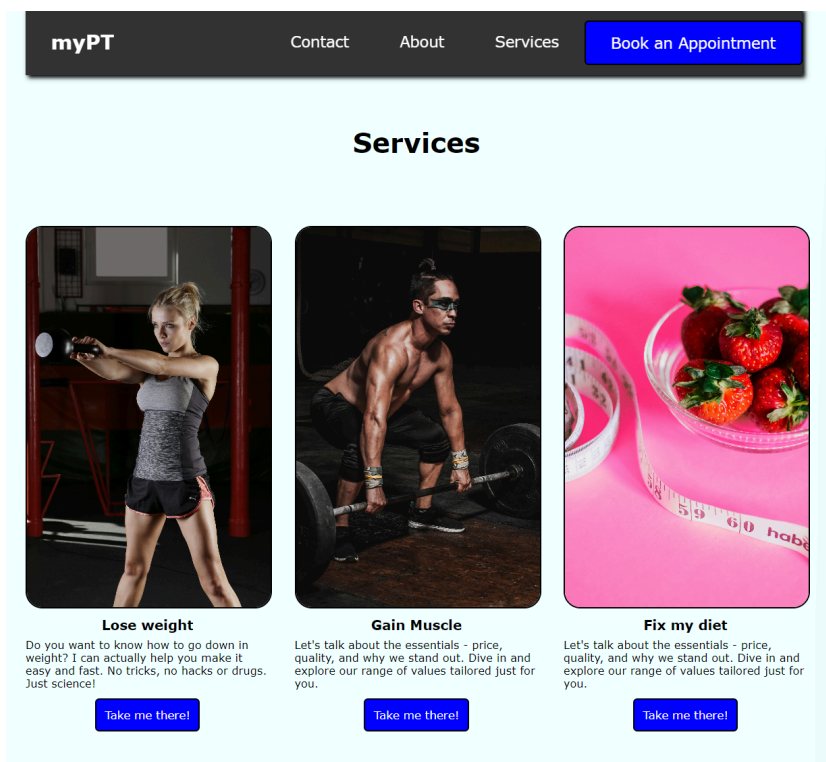 myPT
Contact
About
Services
Book an Appointment
Services
Lose weight
Do you want to know how to go down in
weight? I can actually help you make it
easy and fast. No tricks, no hacks or drugs.
Just science!
Take me there!
Gain Muscle
Let's talk about the essentials - price,
quality, and why we stand out. Dive in and
explore our range of values tailored just for
you.
Take me there!
58 59 60
Fix my diet
Let's talk about the essentials - price,
quality, and why we stand out. Dive in and
explore our range of values tailored just for
you.
Take me there!